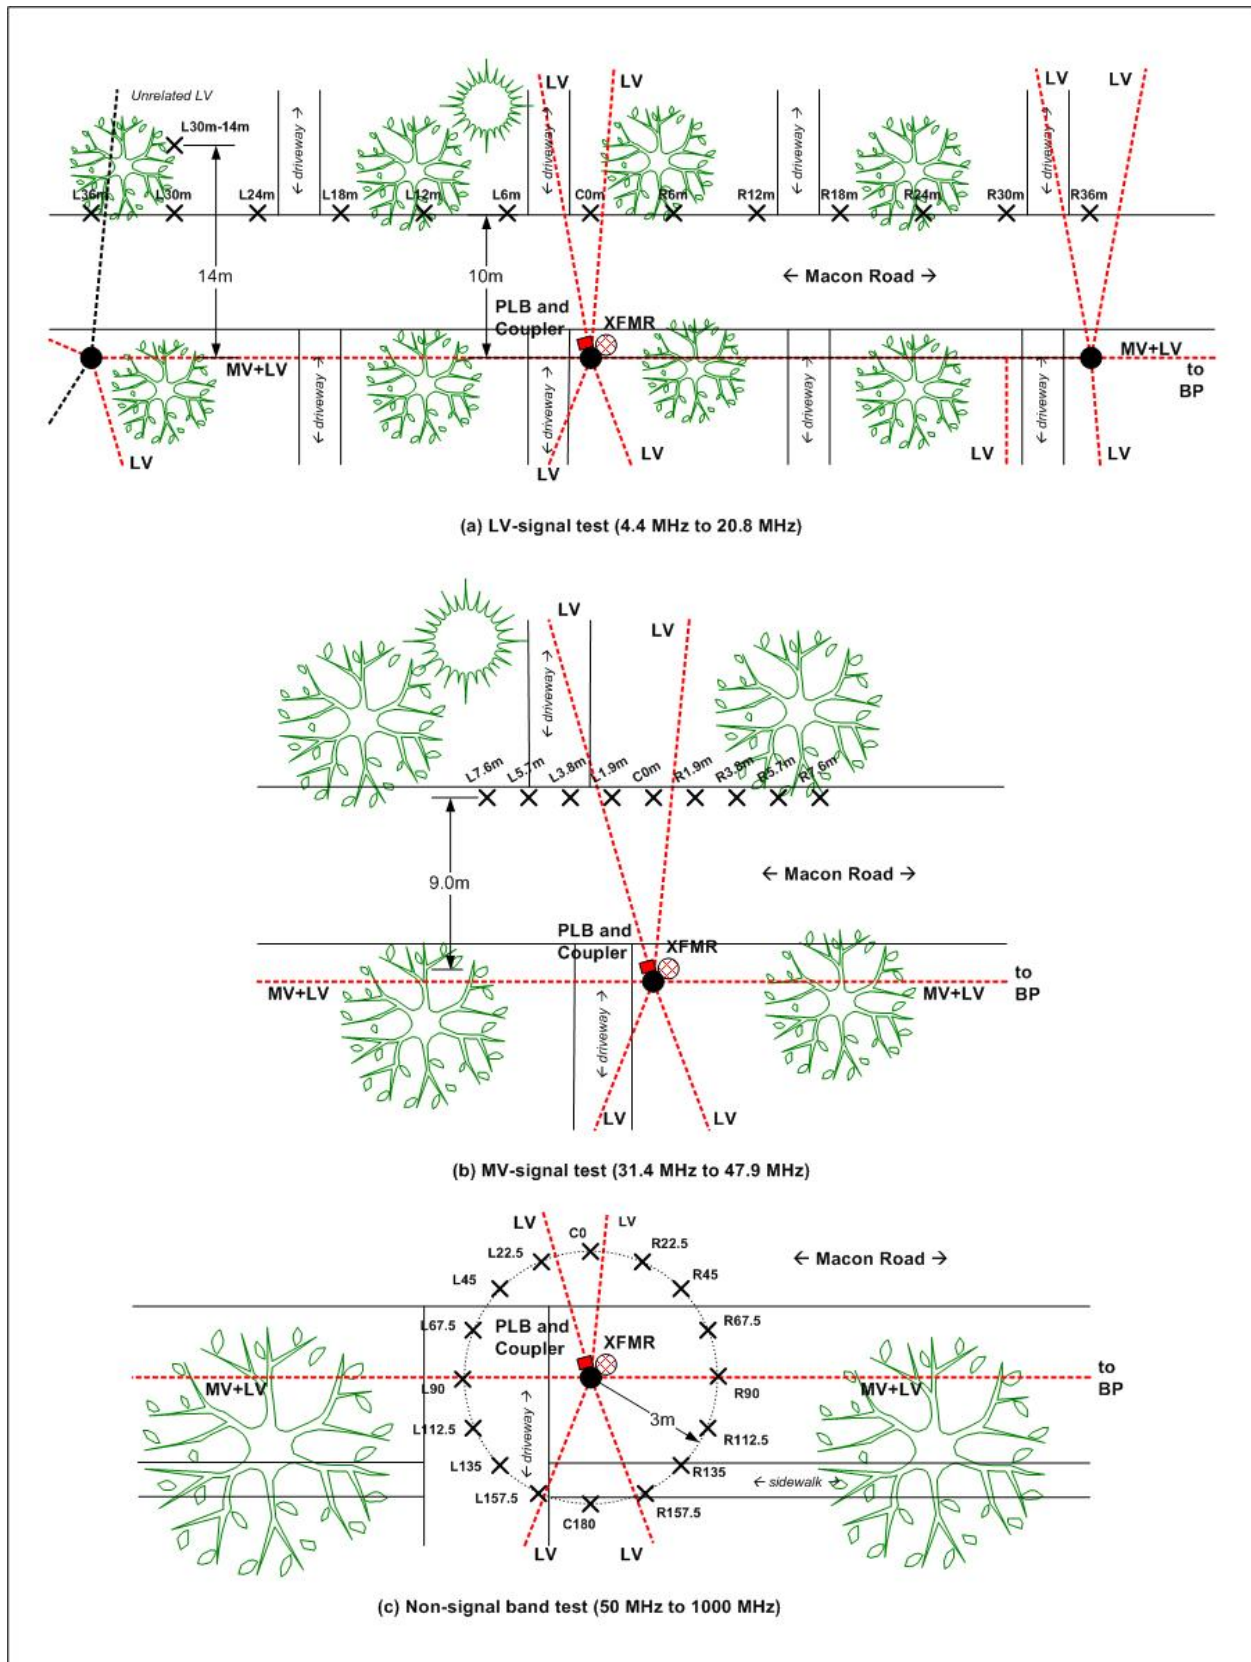 LV LV LV LV
Unrelated LV
L30m-14m
← driveway →
← driveway →
← driveway →
← driveway →
L36m L30m L24m L18m L12m L6m C0m R6m R12m R18m R24m R30m R36m
14m
10m
← Macon Road →
PLB and
Coupler
XFMR
MV+LV
MV+LV
to
BP
← driveway →
← driveway →
← driveway →
← driveway →
LV LV LV LV LV
(a) LV-signal test (4.4 MHz to 20.8 MHz)
LV
LV
← driveway →
L7.6m L5.7m L3.8m L1.9m C0m R1.9m R3.8m R5.7m R7.6m
9.0m
← Macon Road →
PLB and
Coupler
XFMR
MV+LV
MV+LV
to
BP
← driveway →
LV LV
(b) MV-signal test (31.4 MHz to 47.9 MHz)
LV C0 LV
L22.5 R22.5
← Macon Road →
L45 R45
L67.5 R67.5
PLB and
Coupler
XFMR
MV+LV
MV+LV
to
BP
L90 R90
3m
← driveway →
L112.5 R112.5
L135 R135
← sidewalk →
L157.5 C180 R157.5
LV LV
(c) Non-signal band test (50 MHz to 1000 MHz)